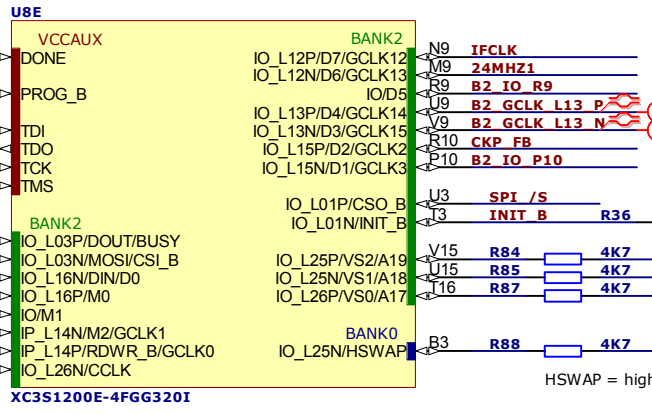 U8E
VCCAUX BANK2
DONE IO_L12P/D7/GCLK12 N9 IFCLK
IO_L12N/D6/GCLK13 M9 24MHZ1
PROG_B IO/D5 R9 B2_IO_R9
IO_L13P/D4/GCLK14 U9 B2_GCLK_L13_P
TDI IO_L13N/D3/GCLK15 V9 B2_GCLK_L13_N
TDO IO_L15P/D2/GCLK2 R10 CKP_FB
TCK IO_L15N/D1/GCLK3 P10 B2_IO_P10
TMS
IO_L01P/CSO_B U3 SPI_/S
BANK2 IO_L01N/INIT_B T3 INIT_B R36
IO_L03P/DOUT/BUSY
IO_L03N/MOSI/CSI_B IO_L25P/VS2/A19 V15 R84 4K7
IO_L16N/DIN/D0 IO_L25N/VS1/A18 U15 R85 4K7
IO_L16P/M0 IO_L26P/VS0/A17 T16 R87 4K7
IO/M1
IP_L14N/M2/GCLK1 BANK0
IP_L14P/RDWR_B/GCLK0 IO_L25N/HSWAP B3 R88 4K7
IO_L26N/CCLK
HSWAP = high
XC3S1200E-4FGG320I